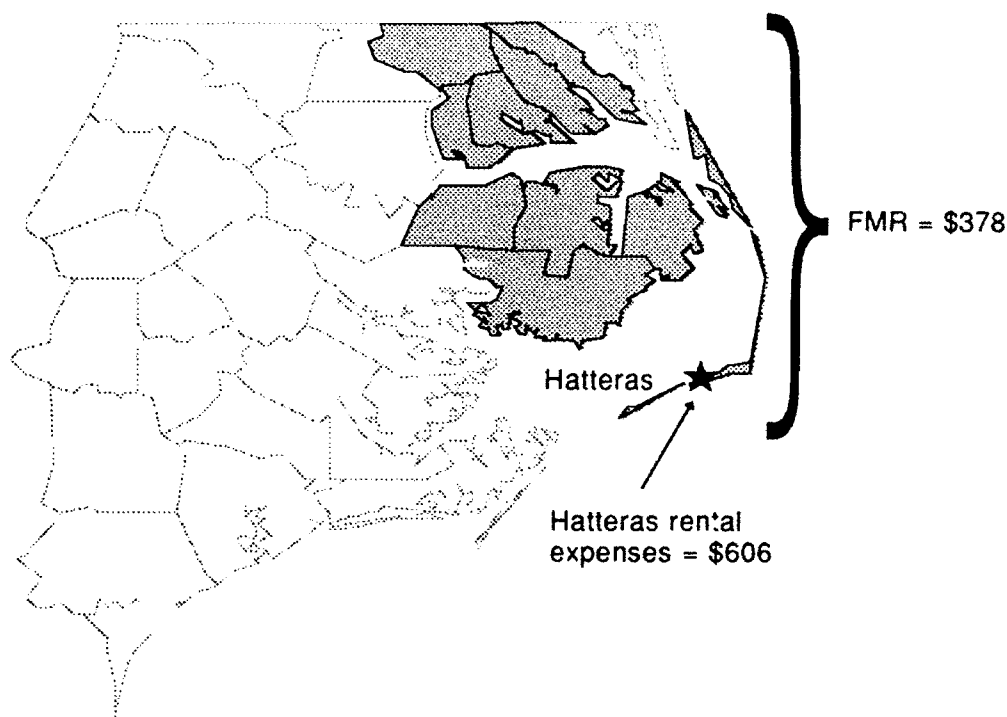 FMR = $378
Hatteras
Hatteras rental
expenses = $606